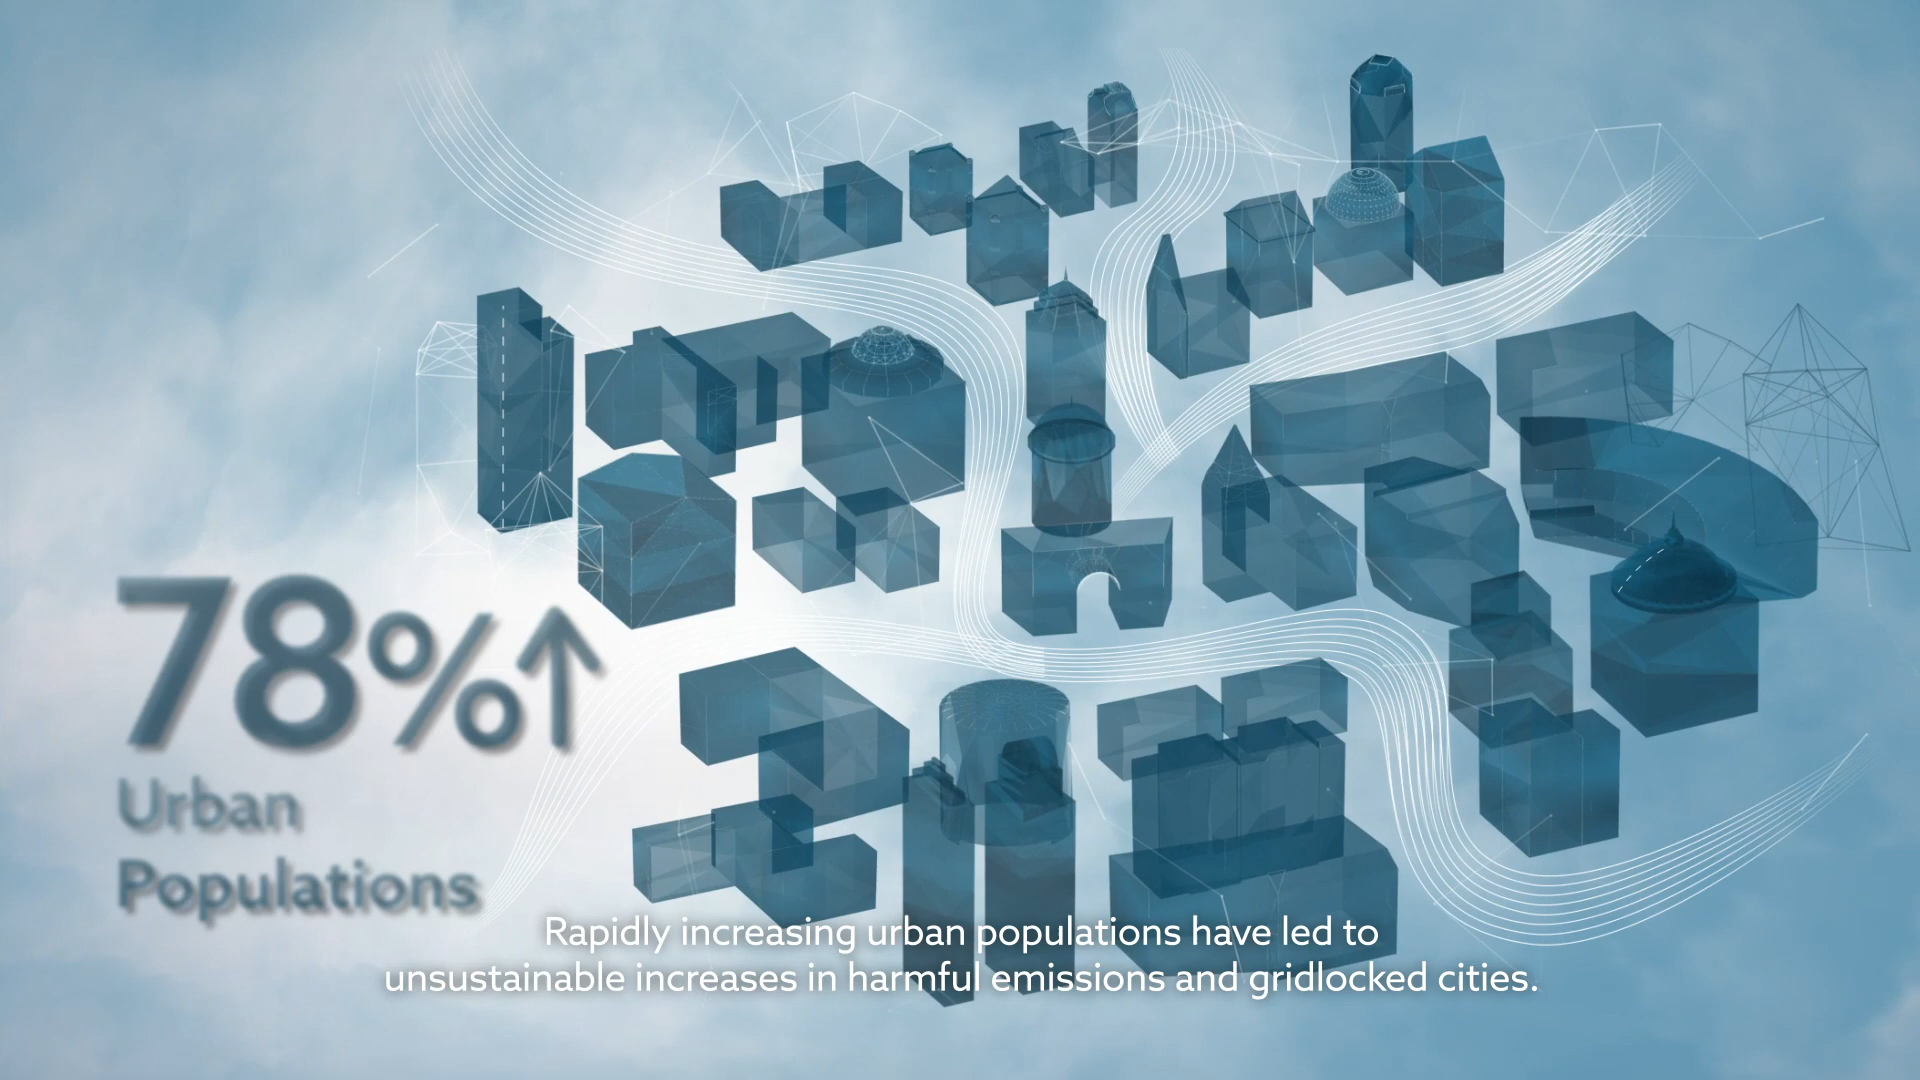 78%↑
Urban
Populations
Rapidly increasing urban populations have led to
unsustainable increases in harmful emissions and gridlocked cities.